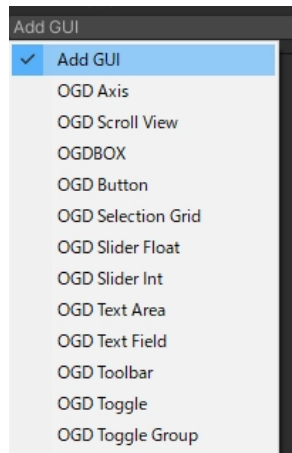 Add GUI
Add GUI
OGD Axis
OGD Scroll View
OGDBOX
OGD Button
OGD Selection Grid
OGD Slider Float
OGD Slider Int
OGD Text Area
OGD Text Field
OGD Toolbar
OGD Toggle
OGD Toggle Group